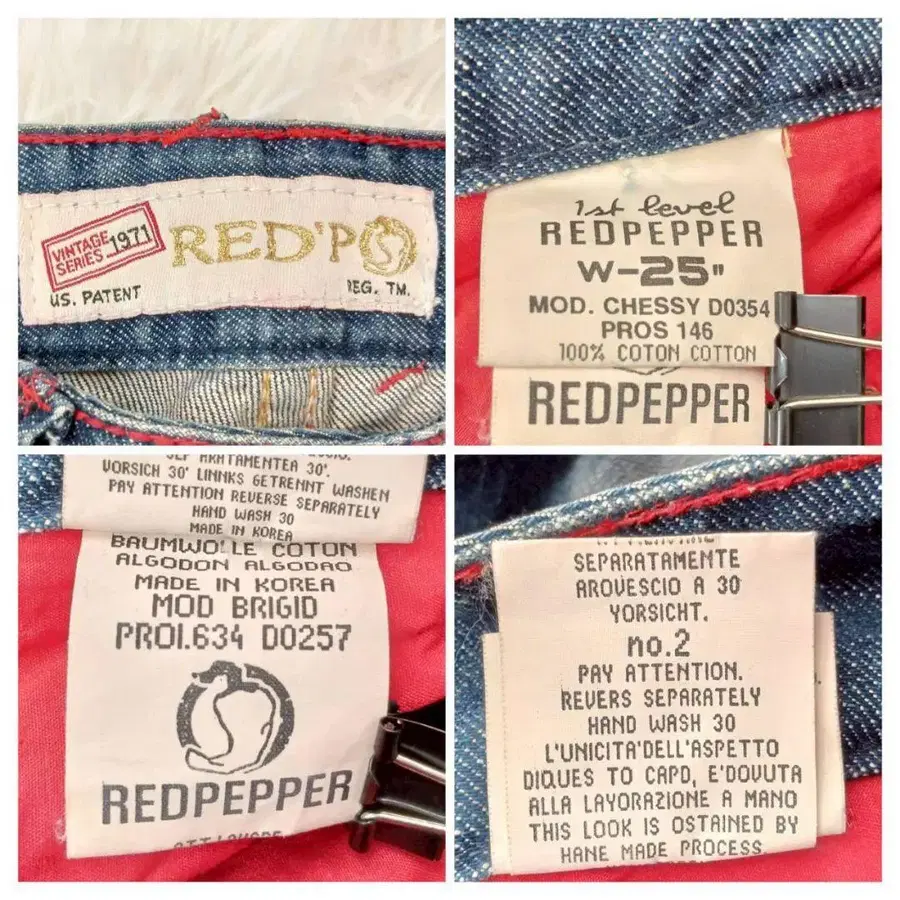 VINTAGE
SERIES 1971
RED'P
US. PATENT
REG. TM.
1st level
REDPEPPER
W-25"
MOD. CHESSY D0354
PROS 146
100% COTON COTTON
REDPEPPER
VORSICH 30' LINNKS GETRENNT WASHEN
PAY ATTENTION REVERSE SEPARATELY
HAND WASH 30
MADE IN KOREA
BAUMWOLLE COTON
ALGODON ALGODAO
MADE IN KOREA
MOD BRIGID
PROI.634 D0257
REDPEPPER
SEPARATAMENTE
AROVESCIO A 30
YORSICHT.
no.2
PAY ATTENTION.
REVERS SEPARATELY
HAND WASH 30
L'UNICITA'DELL'ASPETTO
DIQUES TO CAPD, E'DOVUTA
ALLA LAYORAZIONE A MANO
THIS LOOK IS OSTAINED BY
HANE MADE PROCESS